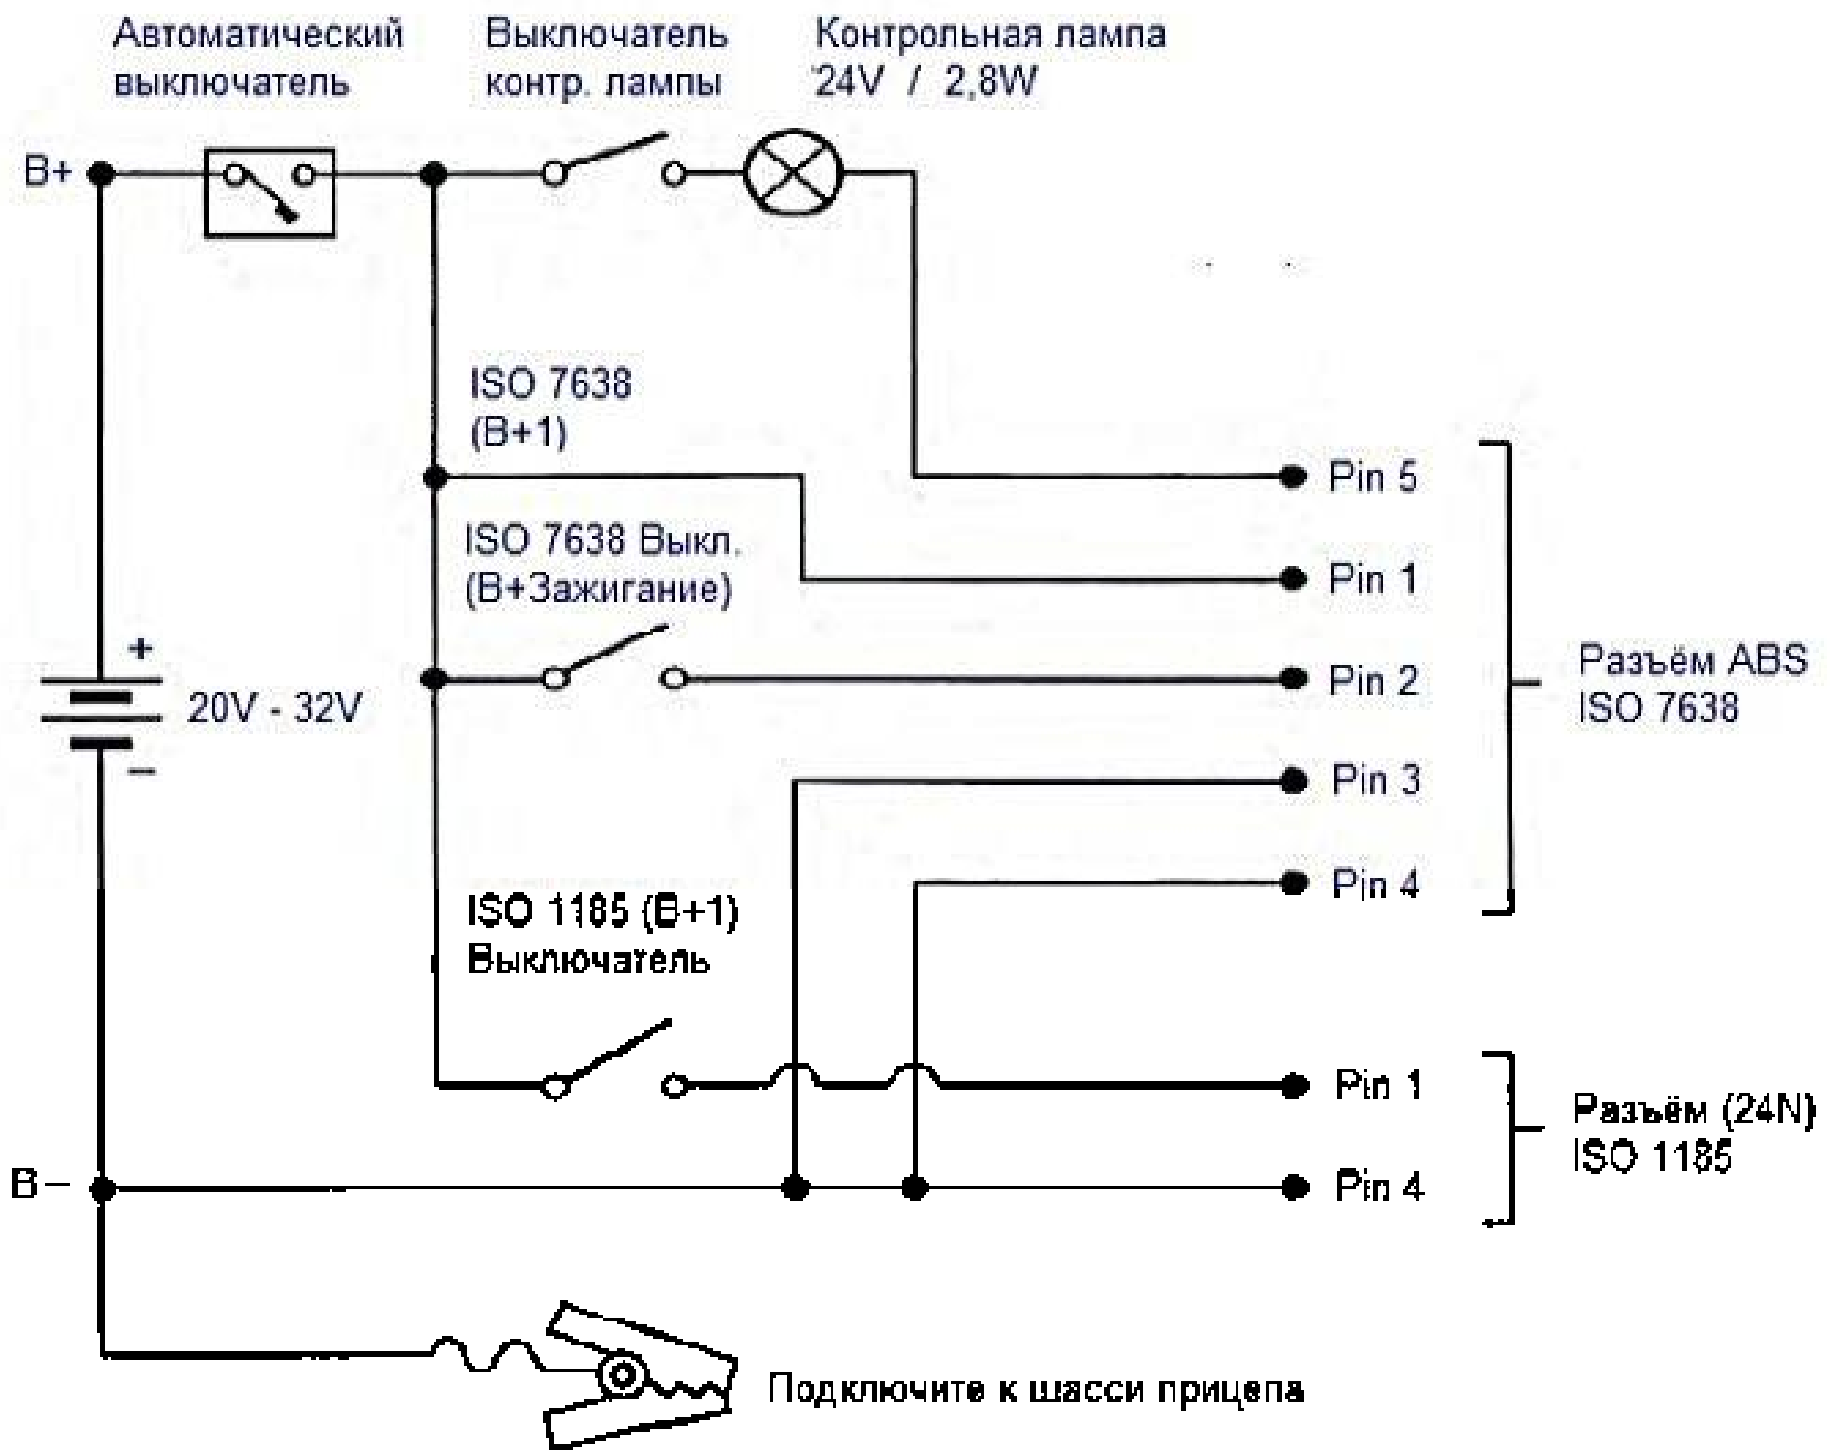 Автоматический
выключатель
Выключатель
контр. лампы
Контрольная лампа
24V / 2,8W
B+
ISO 7638
(B+1)
Pin 5
ISO 7638 Выкл.
(B+Зажигание)
Pin 1
+
20V - 32V
–
Pin 2
Разъём ABS
ISO 7638
Pin 3
Pin 4
ISO 1185 (B+1)
Выключатель
Pin 1
Разъём (24N)
ISO 1185
B–
Pin 4
Подключите к шасси прицепа